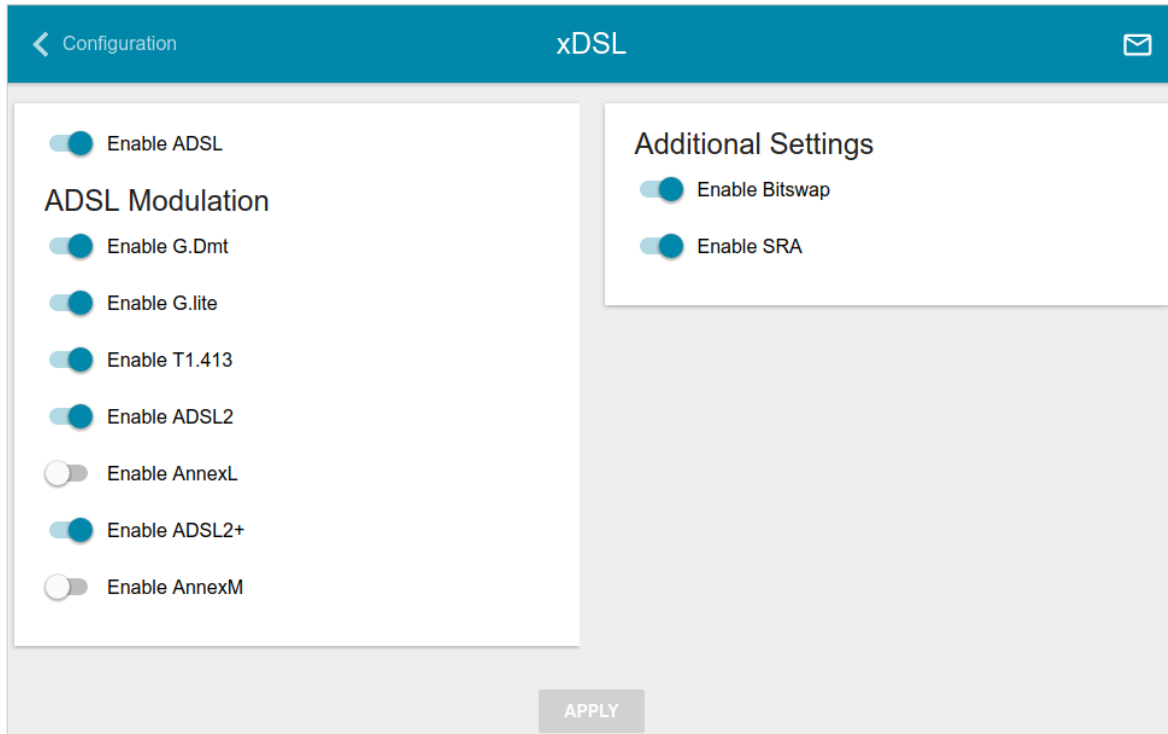 Configuration
xDSL
Enable ADSL
ADSL Modulation
Enable G.Dmt
Enable G.lite
Enable T1.413
Enable ADSL2
Enable AnnexL
Enable ADSL2+
Enable AnnexM
Additional Settings
Enable Bitswap
Enable SRA
APPLY